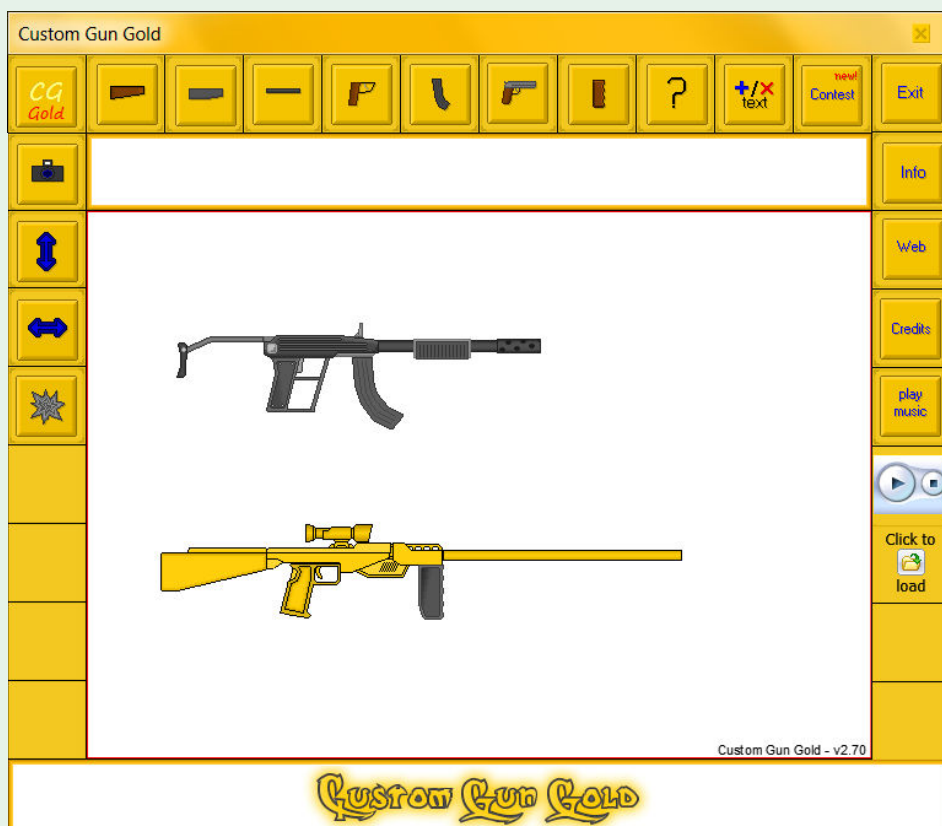 Custom Gun Gold
CG
Gold
?
+/×
text
new!
Contest
Exit
Info
Web
Credits
play
music
Click to
load
Custom Gun Gold - v2.70
Custom Gun Gold